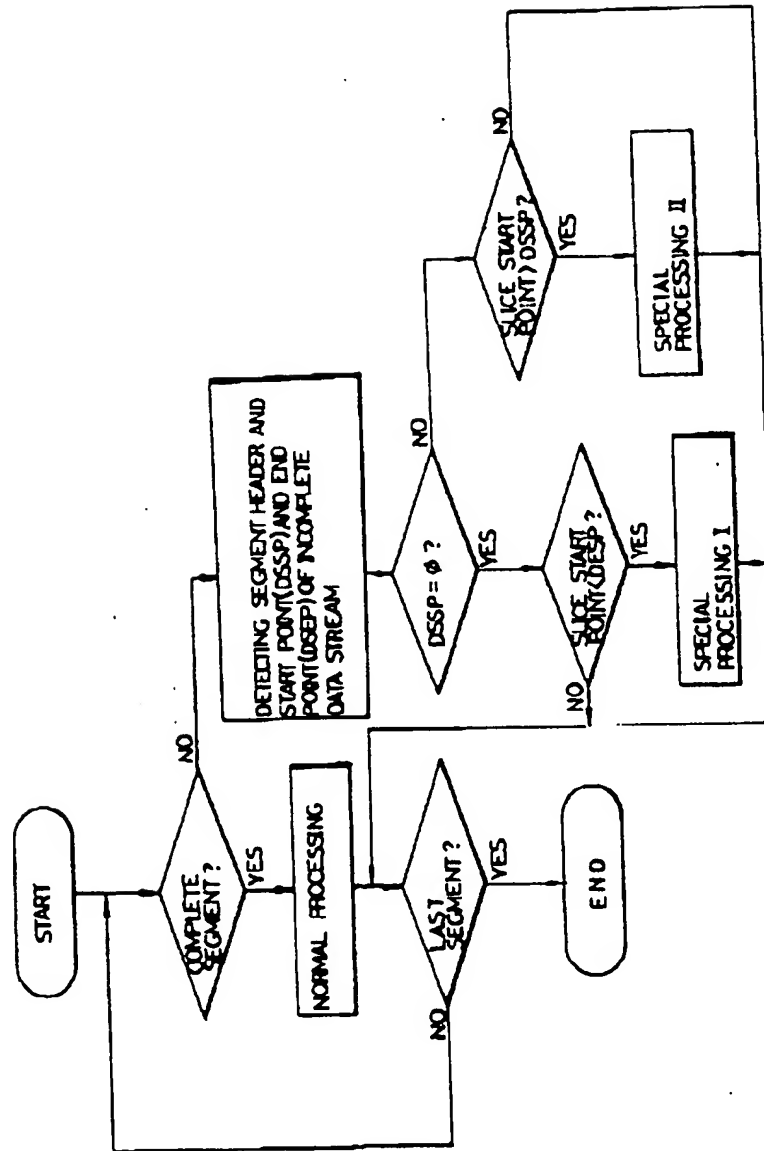 START
COMPLETE
SEGMENT?
NO
YES
NORMAL PROCESSING
LAST
SEGMENT?
NO
YES
END
DETECTING SEGMENT HEADER AND
START POINT(DSSP) AND END
POINT(DSEP) OF INCOMPLETE
DATA STREAM
DSSP=ϕ?
NO
YES
SLICE START
POINT<DESP?
NO
YES
SPECIAL
PROCESSING I
SLICE START
POINT>DSSP?
NO
YES
SPECIAL
PROCESSING II